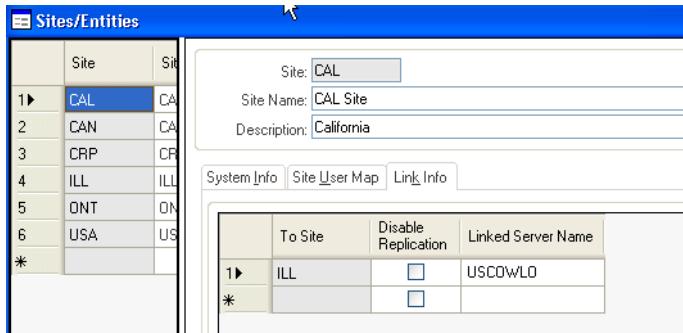 Sites/Entities
Site Sit
1 CAL CA
2 CAN CA
3 CRP CR
4 ILL ILL
5 ONT ON
6 USA US
*
Site: CAL
Site Name: CAL Site
Description: California
System Info Site User Map Link Info
To Site Disable Replication Linked Server Name
1 ILL USCOWLO
*